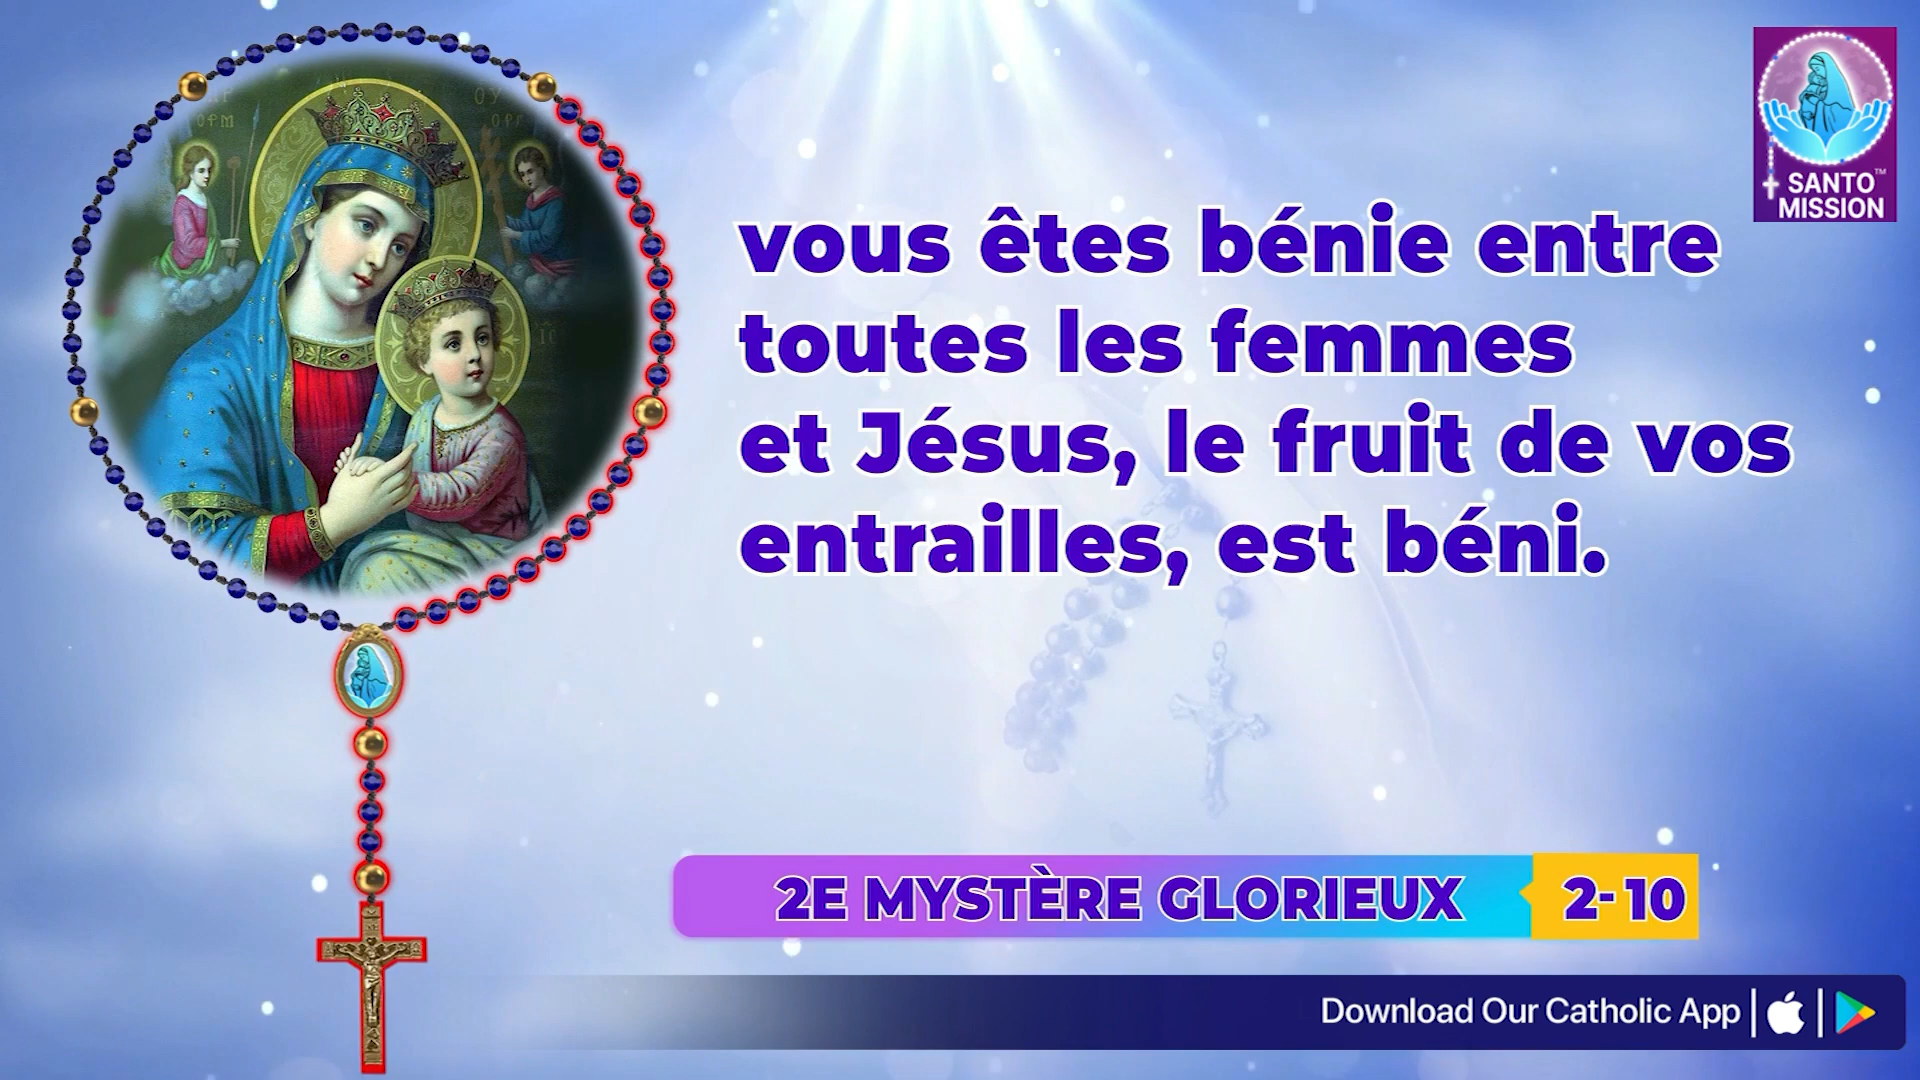 SANTO™
MISSION
vous êtes bénie entre
toutes les femmes
et Jésus, le fruit de vos
entrailles, est béni.
2E MYSTÈRE GLORIEUX 2-10
Download Our Catholic App